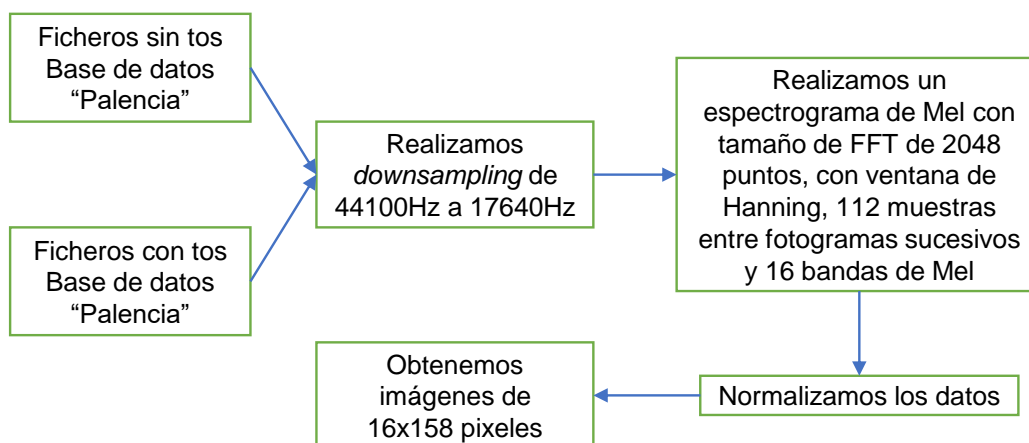 Ficheros sin tos
Base de datos
“Palencia”
Ficheros con tos
Base de datos
“Palencia”
Realizamos
downsampling de
44100Hz a 17640Hz
Realizamos un
espectrograma de Mel con
tamaño de FFT de 2048
puntos, con ventana de
Hanning, 112 muestras
entre fotogramas sucesivos
y 16 bandas de Mel
Normalizamos los datos
Obtenemos
imágenes de
16x158 pixeles